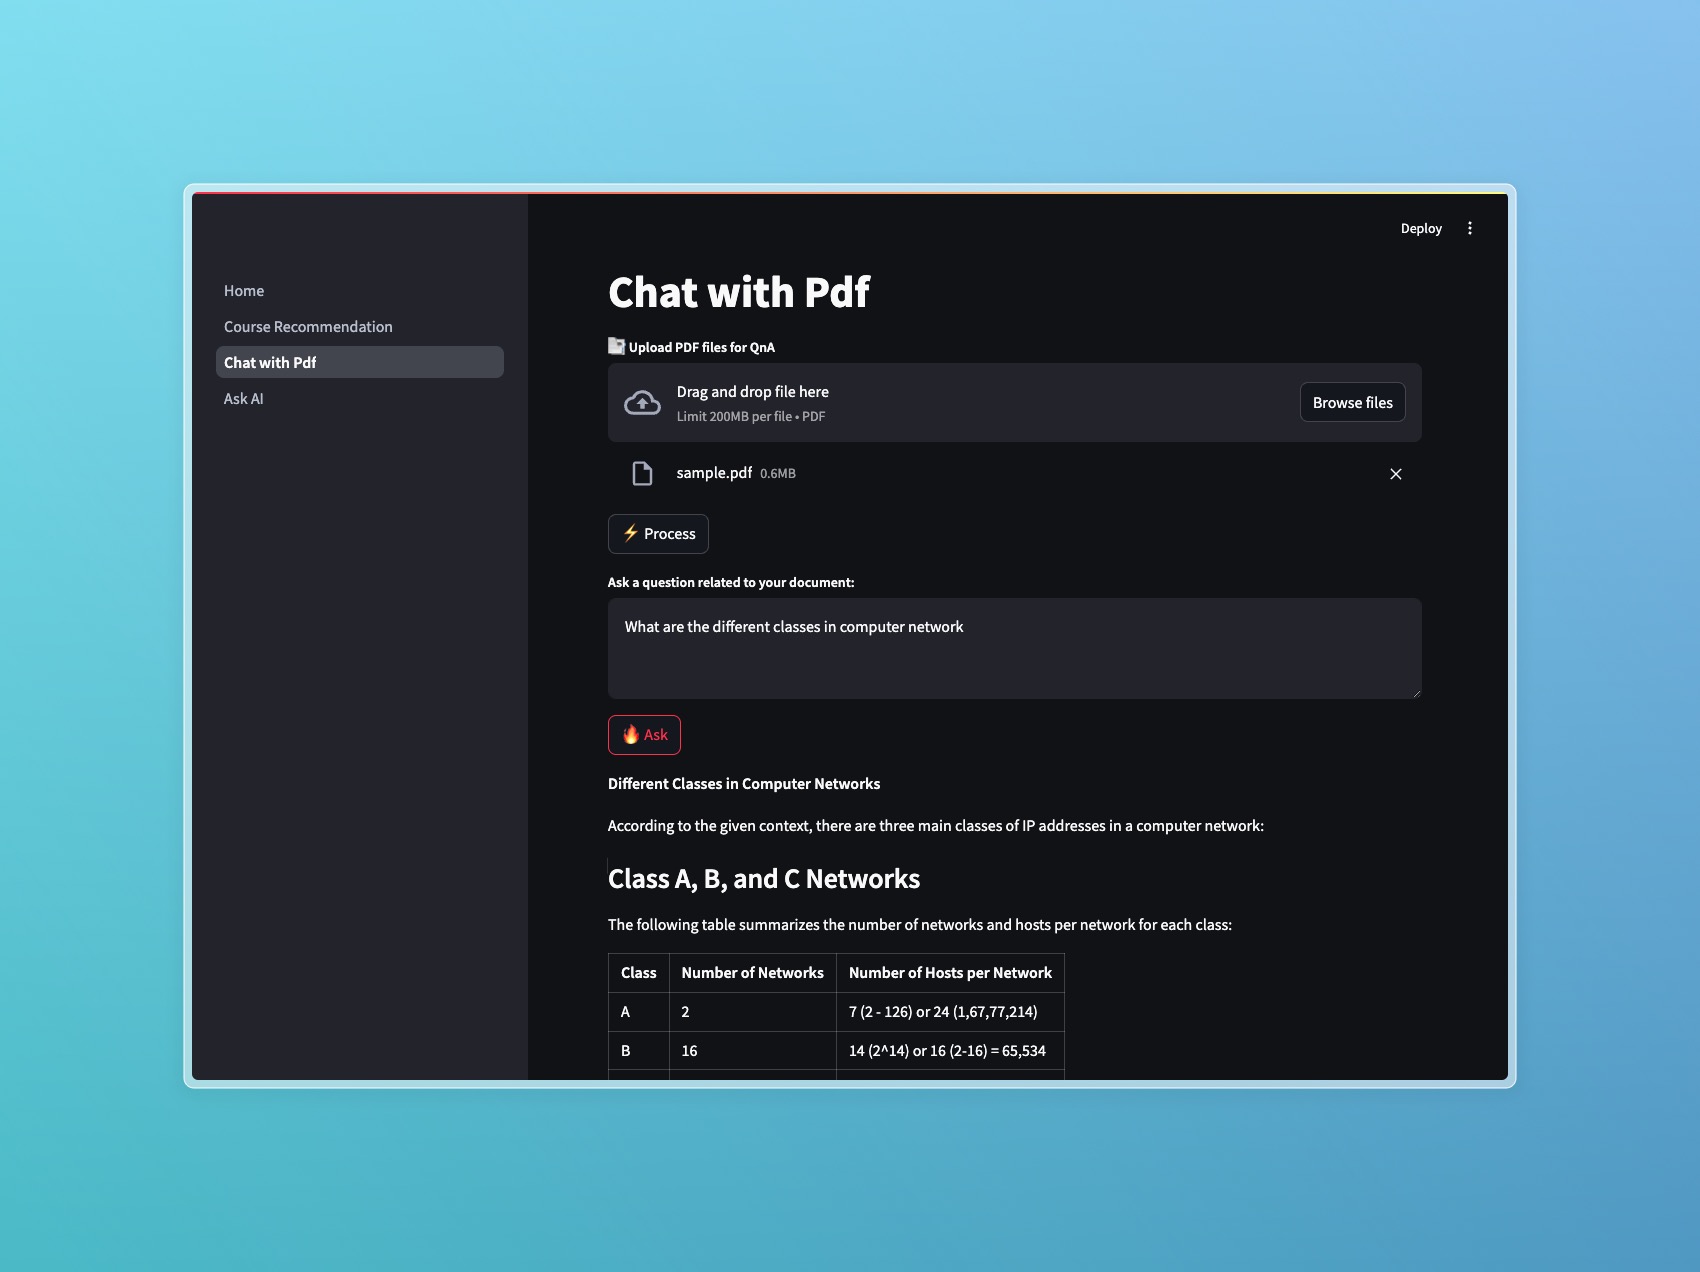 Deploy
Home
Course Recommendation
Chat with Pdf
Ask AI
Chat with Pdf
📑 Upload PDF files for QnA
Drag and drop file here
Limit 200MB per file • PDF
Browse files
sample.pdf 0.6MB
⚡ Process
Ask a question related to your document:
What are the different classes in computer network
🔥 Ask
Different Classes in Computer Networks
According to the given context, there are three main classes of IP addresses in a computer network:
Class A, B, and C Networks
The following table summarizes the number of networks and hosts per network for each class:
Class Number of Networks Number of Hosts per Network
A 2 7 (2 - 126) or 24 (1,67,77,214)
B 16 14 (2^14) or 16 (2-16) = 65,534